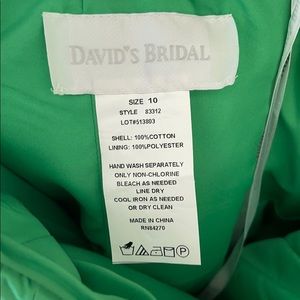 DAVID'S BRIDAL
SIZE 10
STYLE 83312
LOT#513803
SHELL: 100%COTTON
LINING: 100%POLYESTER
HAND WASH SEPARATELY
ONLY NON-CHLORINE
BLEACH AS NEEDED
LINE DRY
COOL IRON AS NEEDED
OR DRY CLEAN
MADE IN CHINA
RN84270
P